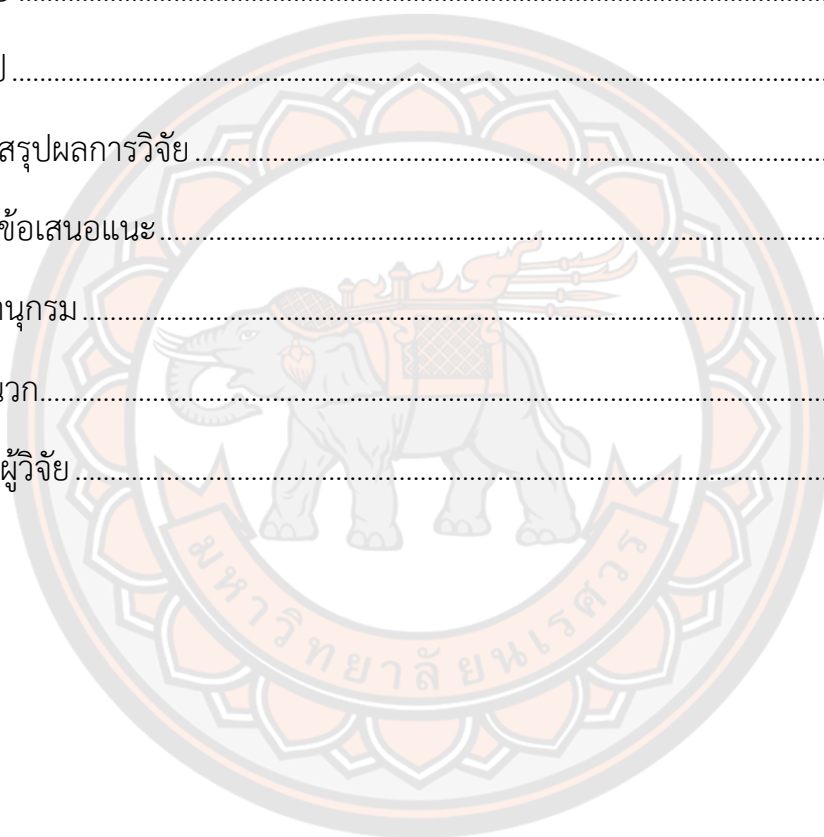 ป ........................................................................................................
สรุปผลการวิจัย ........................................................................................................
ข้อเสนอแนะ ........................................................................................................
านุกรม ........................................................................................................
นวก ........................................................................................................
ผู้วิจัย ........................................................................................................
มหาวิทยาลัยนเรศวร